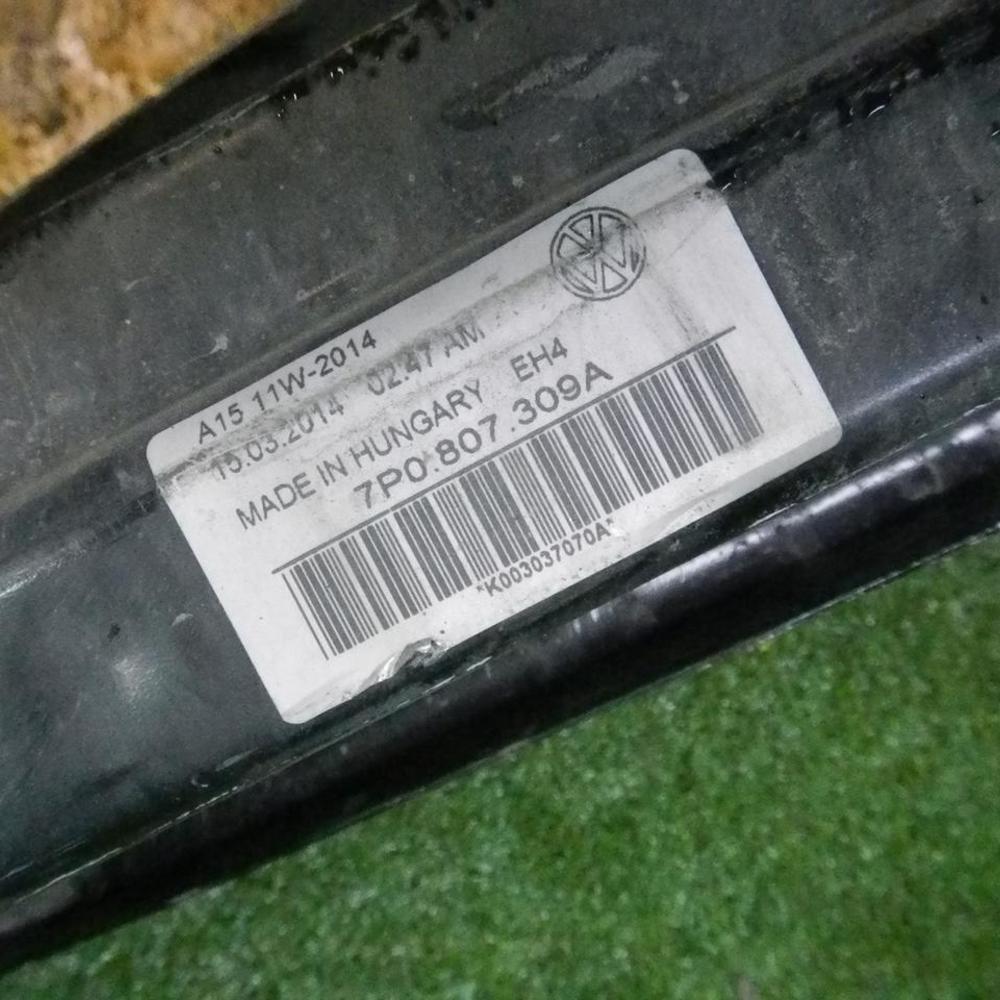 A15 11W-2014
15.03.2014 02:47 AM
MADE IN HUNGARY EH4
7P0.807.309A
*K003037070A*